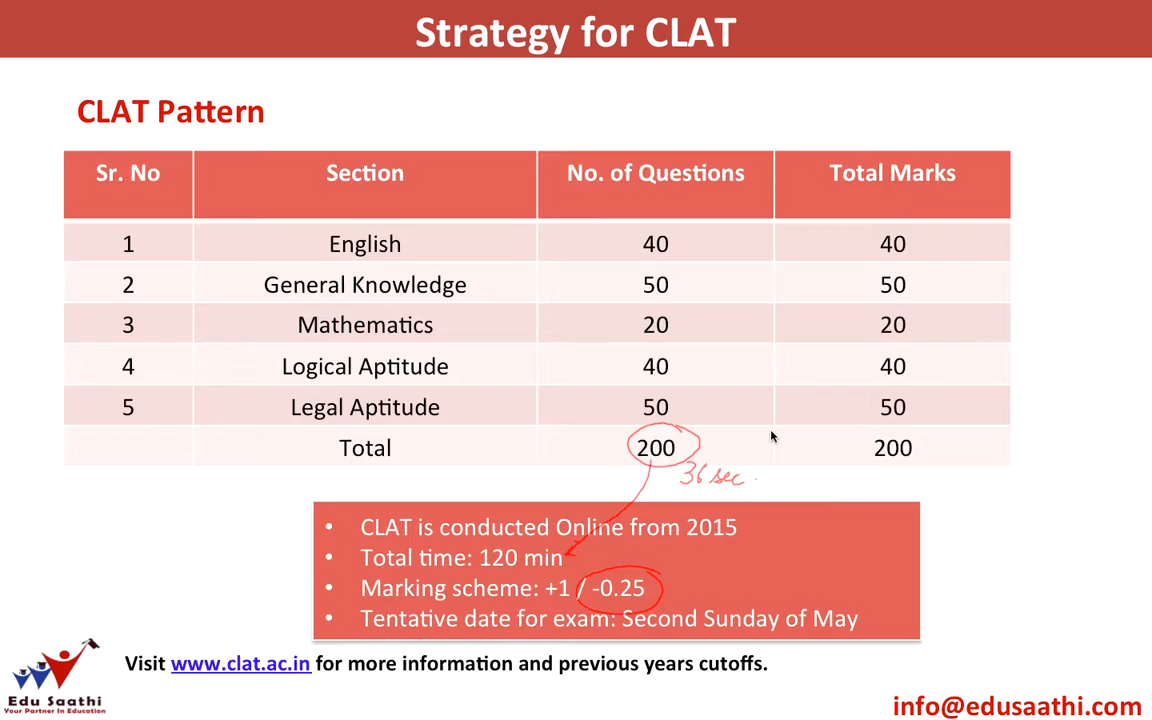 Strategy for CLAT
CLAT Pattern
Sr. No Section No. of Questions Total Marks
1 English 40 40
2 General Knowledge 50 50
3 Mathematics 20 20
4 Logical Aptitude 40 40
5 Legal Aptitude 50 50
Total 200 200
36 sec
• CLAT is conducted Online from 2015
• Total time: 120 min
• Marking scheme: +1 / -0.25
• Tentative date for exam: Second Sunday of May
Visit www.clat.ac.in for more information and previous years cutoffs.
Edu Saathi
Your Partner In Education
info@edusaathi.com